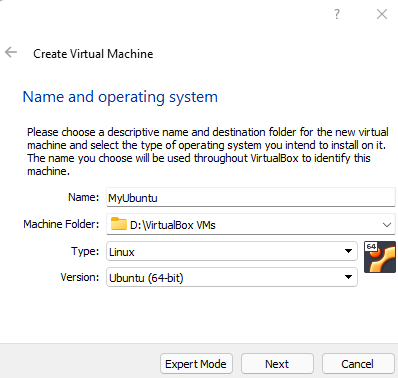 ?
Create Virtual Machine
Name and operating system
Please choose a descriptive name and destination folder for the new virtual
machine and select the type of operating system you intend to install on it.
The name you choose will be used throughout VirtualBox to identify this
machine.
Name: MyUbuntu
Machine Folder: D:\VirtualBox VMs
Type: Linux
64
Version: Ubuntu (64-bit)
Expert Mode Next Cancel